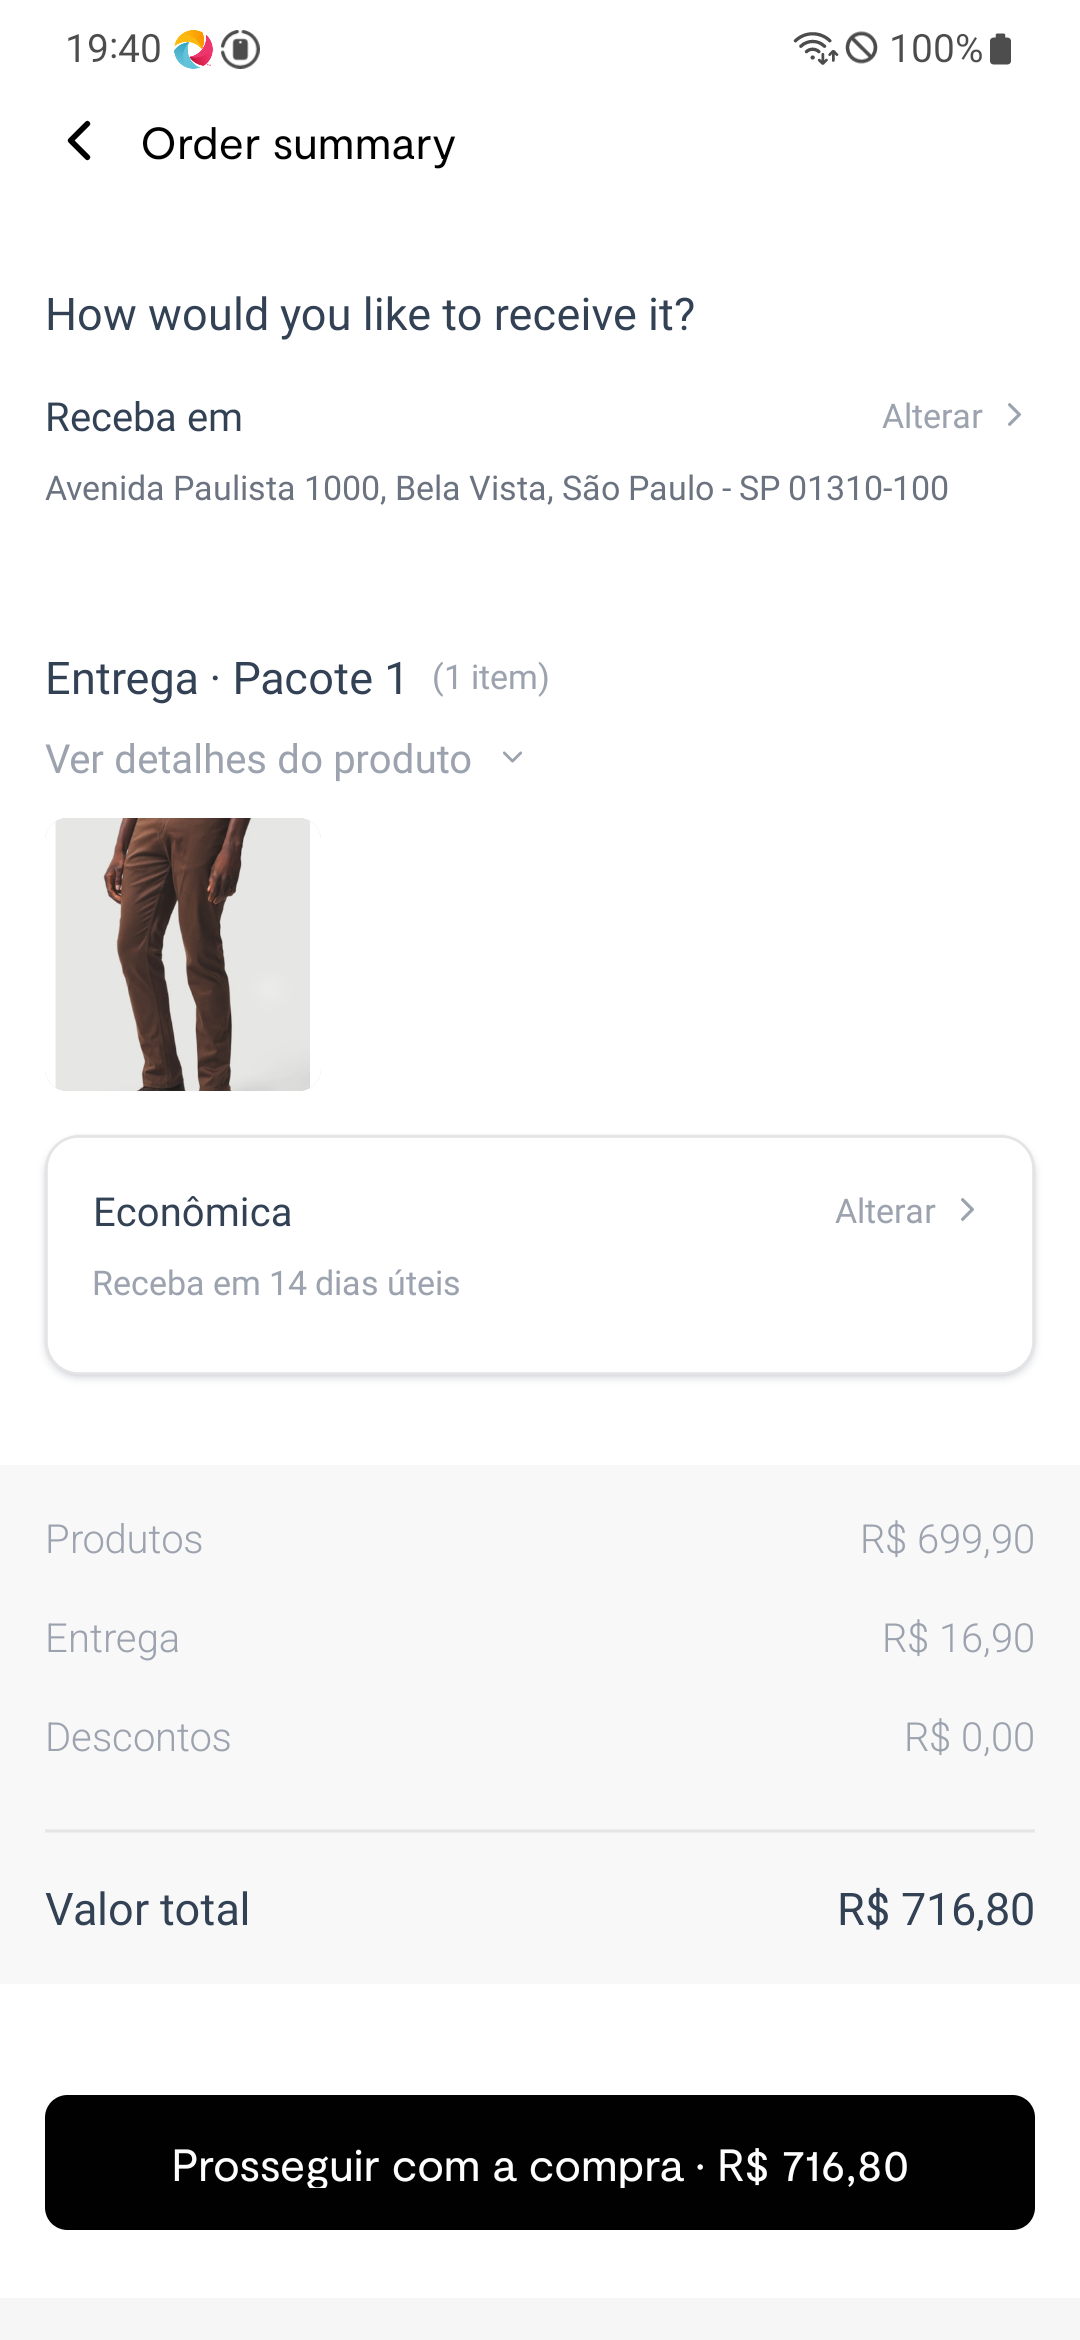 19:40
100%
Order summary
How would you like to receive it?
Receba em
Alterar
Avenida Paulista 1000, Bela Vista, São Paulo - SP 01310-100
Entrega · Pacote 1 (1 item)
Ver detalhes do produto
Econômica
Alterar
Receba em 14 dias úteis
Produtos R$ 699,90
Entrega R$ 16,90
Descontos R$ 0,00
Valor total R$ 716,80
Prosseguir com a compra · R$ 716,80